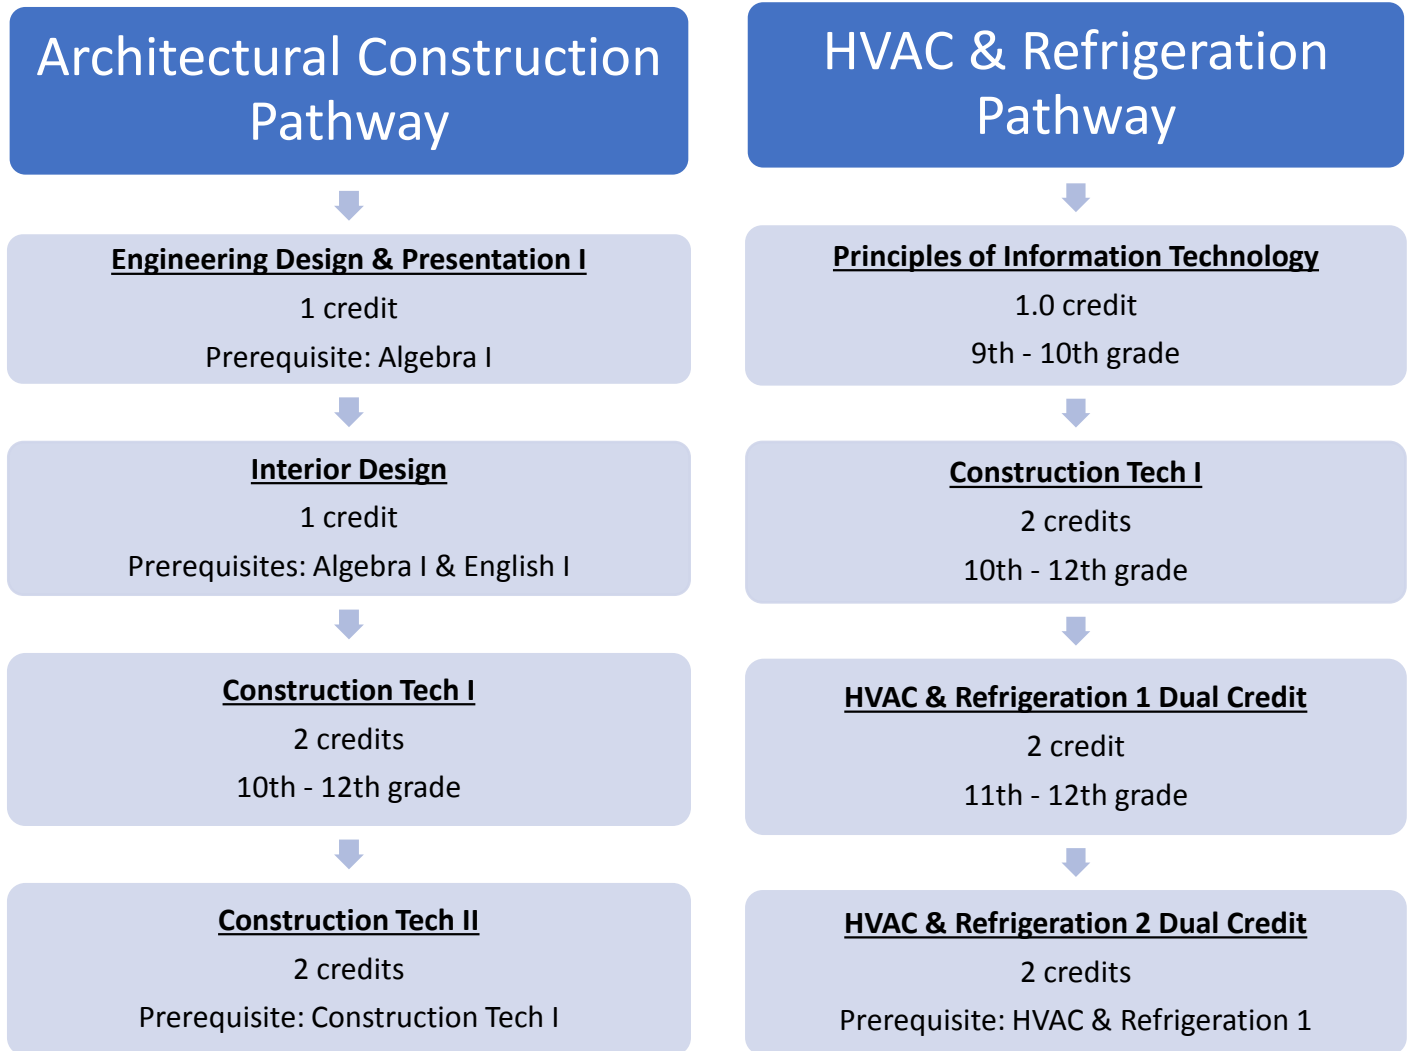 Architectural Construction
Pathway
Engineering Design & Presentation I
1 credit
Prerequisite: Algebra I
Interior Design
1 credit
Prerequisites: Algebra I & English I
Construction Tech I
2 credits
10th - 12th grade
Construction Tech II
2 credits
Prerequisite: Construction Tech I
HVAC & Refrigeration
Pathway
Principles of Information Technology
1.0 credit
9th - 10th grade
Construction Tech I
2 credits
10th - 12th grade
HVAC & Refrigeration 1 Dual Credit
2 credit
11th - 12th grade
HVAC & Refrigeration 2 Dual Credit
2 credits
Prerequisite: HVAC & Refrigeration 1